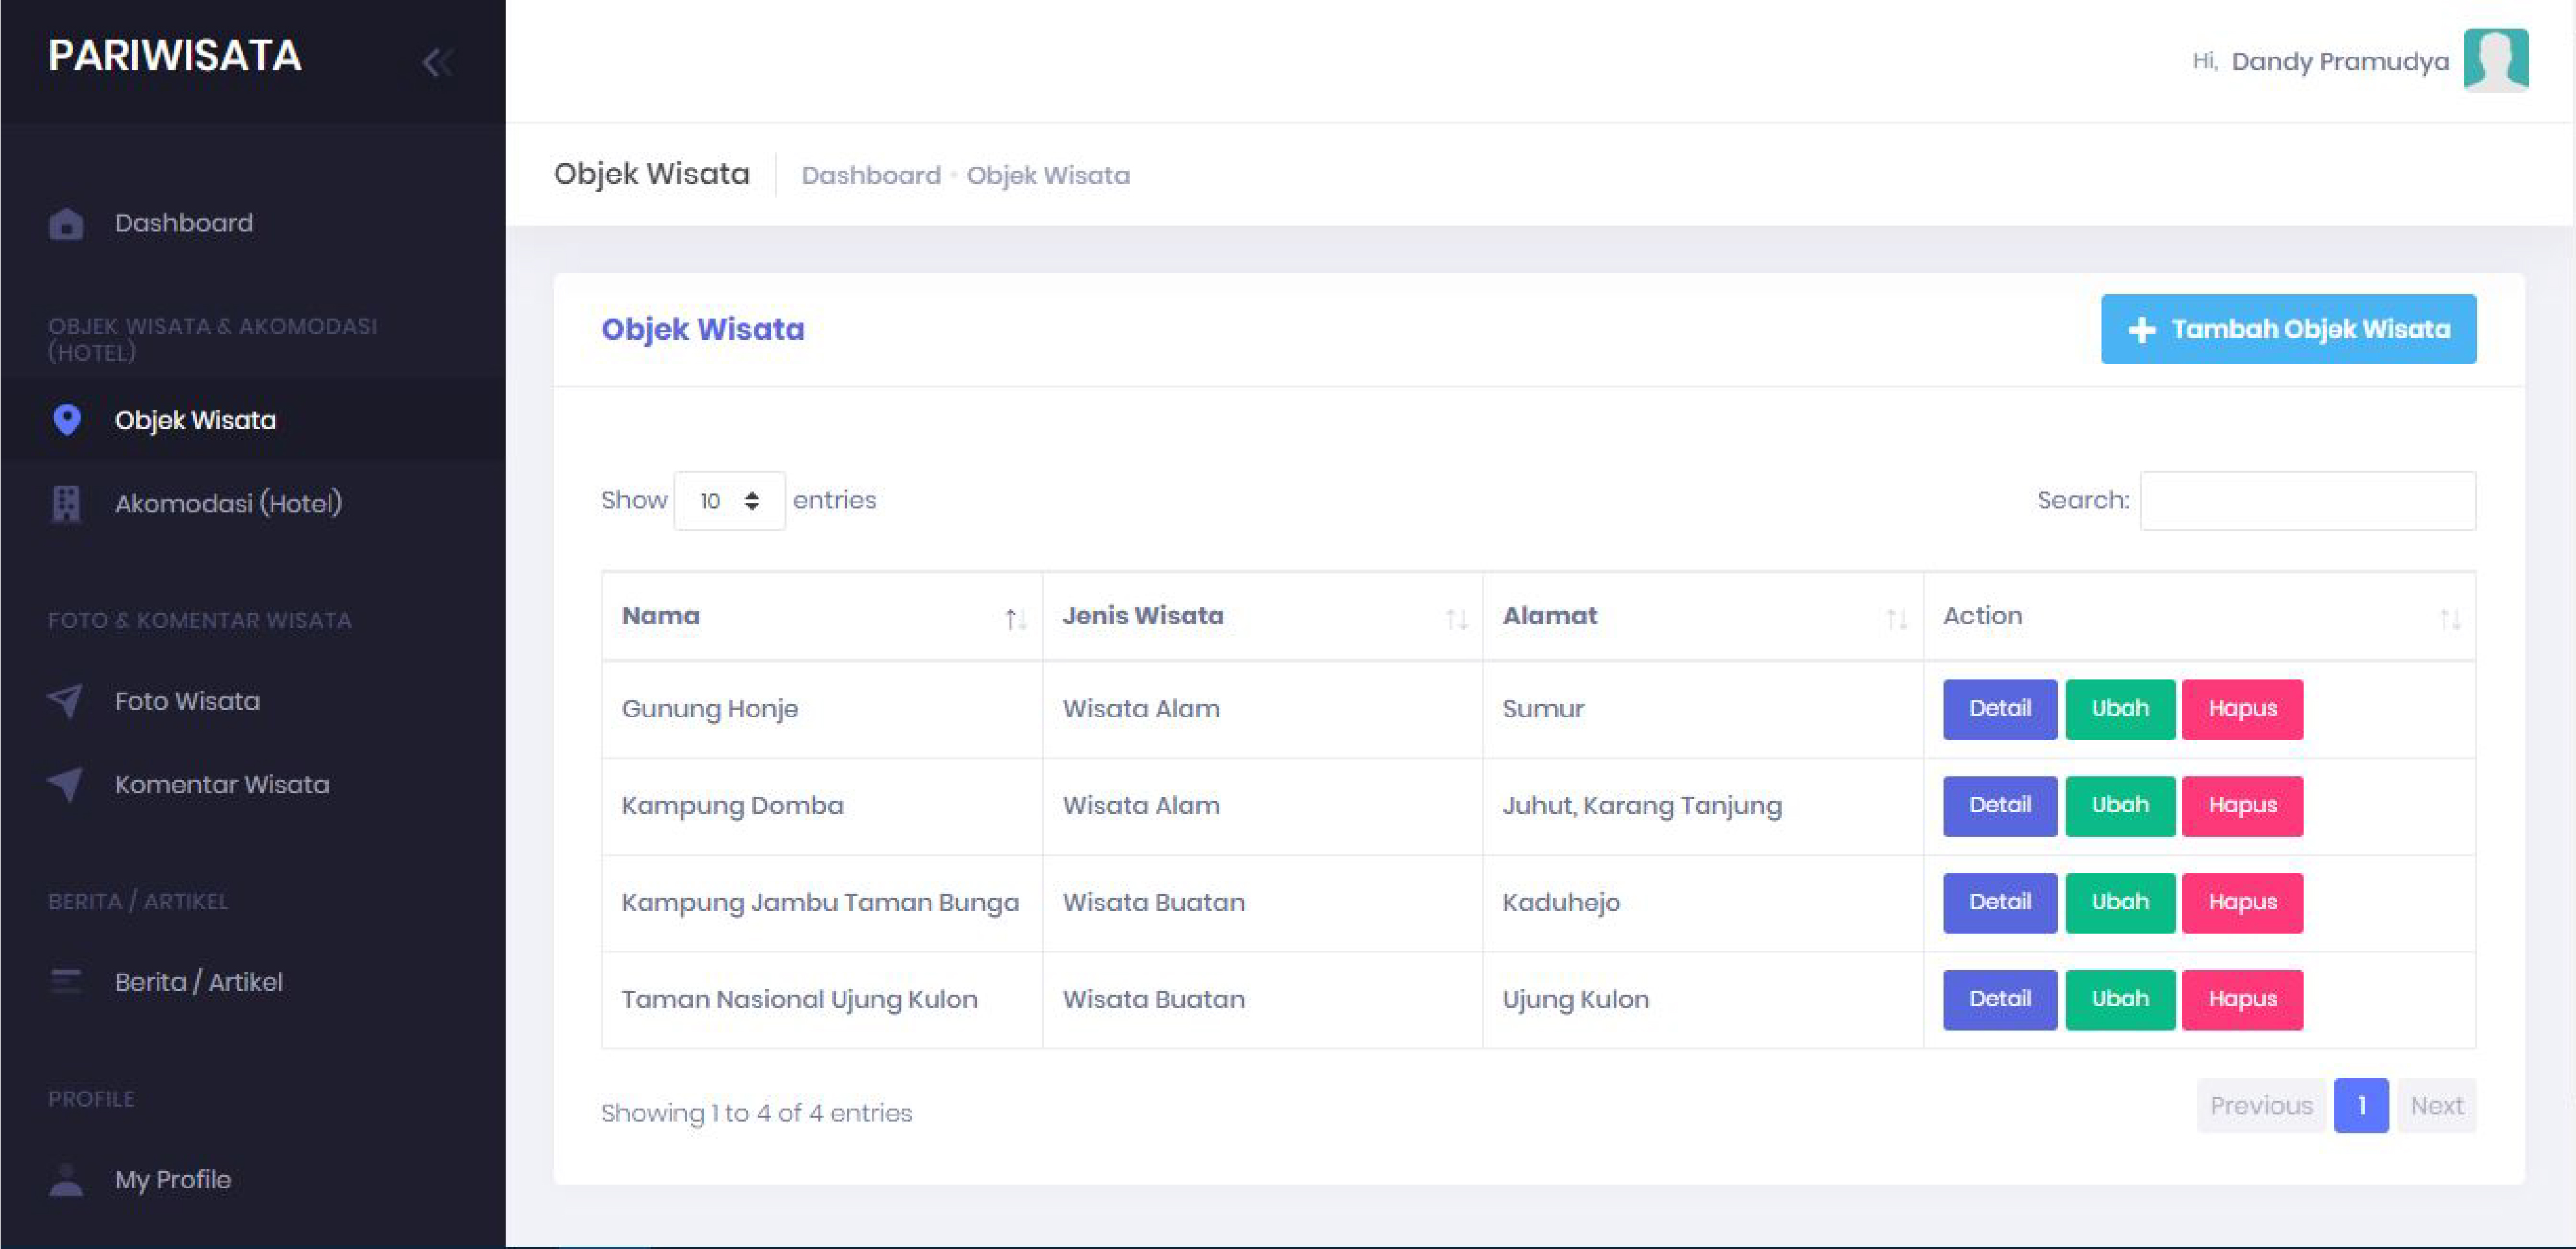 PARIWISATA
Hi, Dandy Pramudya
Objek Wisata
Dashboard • Objek Wisata
Dashboard
OBJEK WISATA & AKOMODASI
(HOTEL)
Objek Wisata
Akomodasi (Hotel)
FOTO & KOMENTAR WISATA
Foto Wisata
Komentar Wisata
BERITA / ARTIKEL
Berita / Artikel
PROFILE
My Profile
Objek Wisata
Tambah Objek Wisata
Show 10 entries
Search:
Nama Jenis Wisata Alamat Action
Gunung Honje Wisata Alam Sumur Detail Ubah Hapus
Kampung Domba Wisata Alam Juhut, Karang Tanjung Detail Ubah Hapus
Kampung Jambu Taman Bunga Wisata Buatan Kaduhejo Detail Ubah Hapus
Taman Nasional Ujung Kulon Wisata Buatan Ujung Kulon Detail Ubah Hapus
Showing 1 to 4 of 4 entries
Previous 1 Next